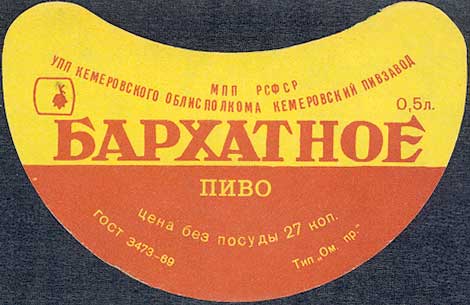 МПП РСФСР
УПП КЕМЕРОВСКОГО ОБЛИСПОЛКОМА КЕМЕРОВСКИЙ ПИВЗАВОД
0,5л.
БАРХАТНОЕ
ПИВО
цена без посуды 27 коп.
ГОСТ 3473-69
Тип. „Ом. пр."